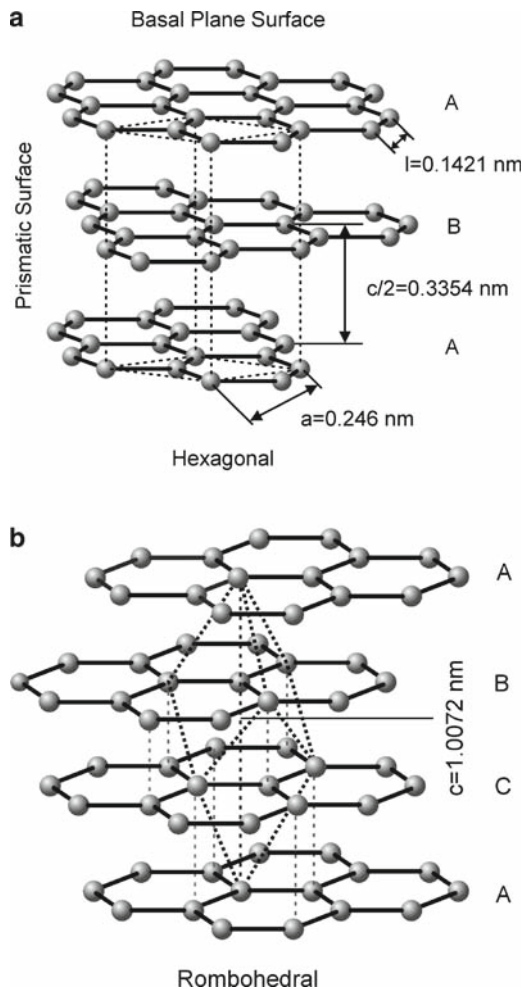 a
Basal Plane Surface
A
l=0.1421 nm
Prismatic Surface
B
c/2=0.3354 nm
A
a=0.246 nm
Hexagonal
b
A
B
c=1.0072 nm
C
A
Rombohedral